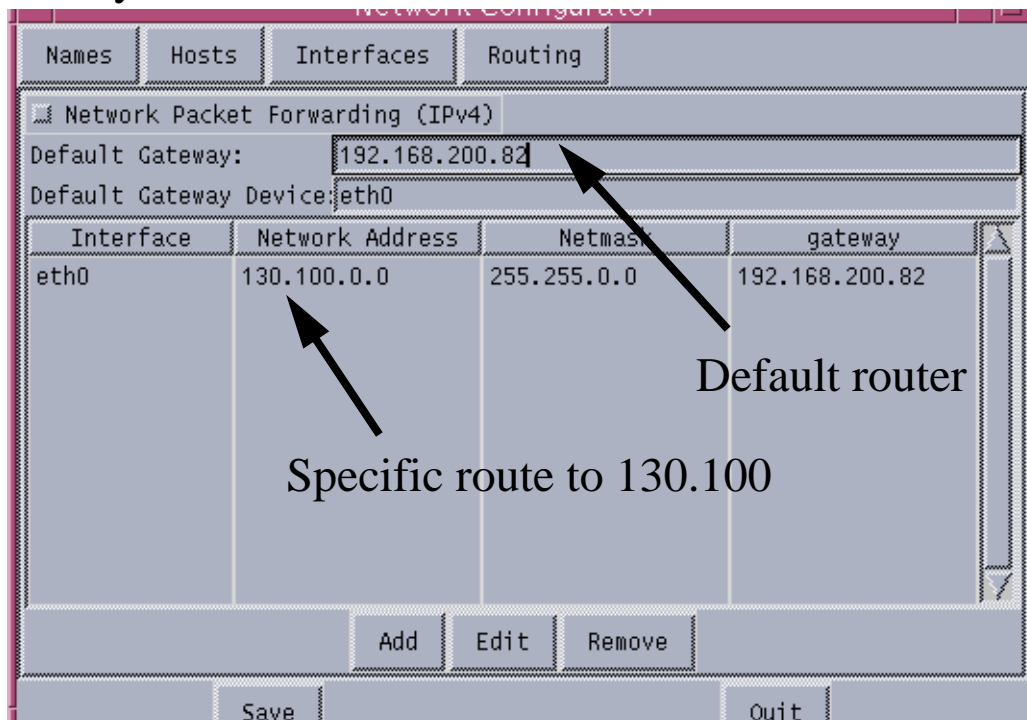 Network Configurator
Names Hosts Interfaces Routing
Network Packet Forwarding (IPv4)
Default Gateway: 192.168.200.82
Default Gateway Device: eth0
Interface Network Address Netmask gateway
eth0 130.100.0.0 255.255.0.0 192.168.200.82
Default router
Specific route to 130.100
Add Edit Remove
Save Quit